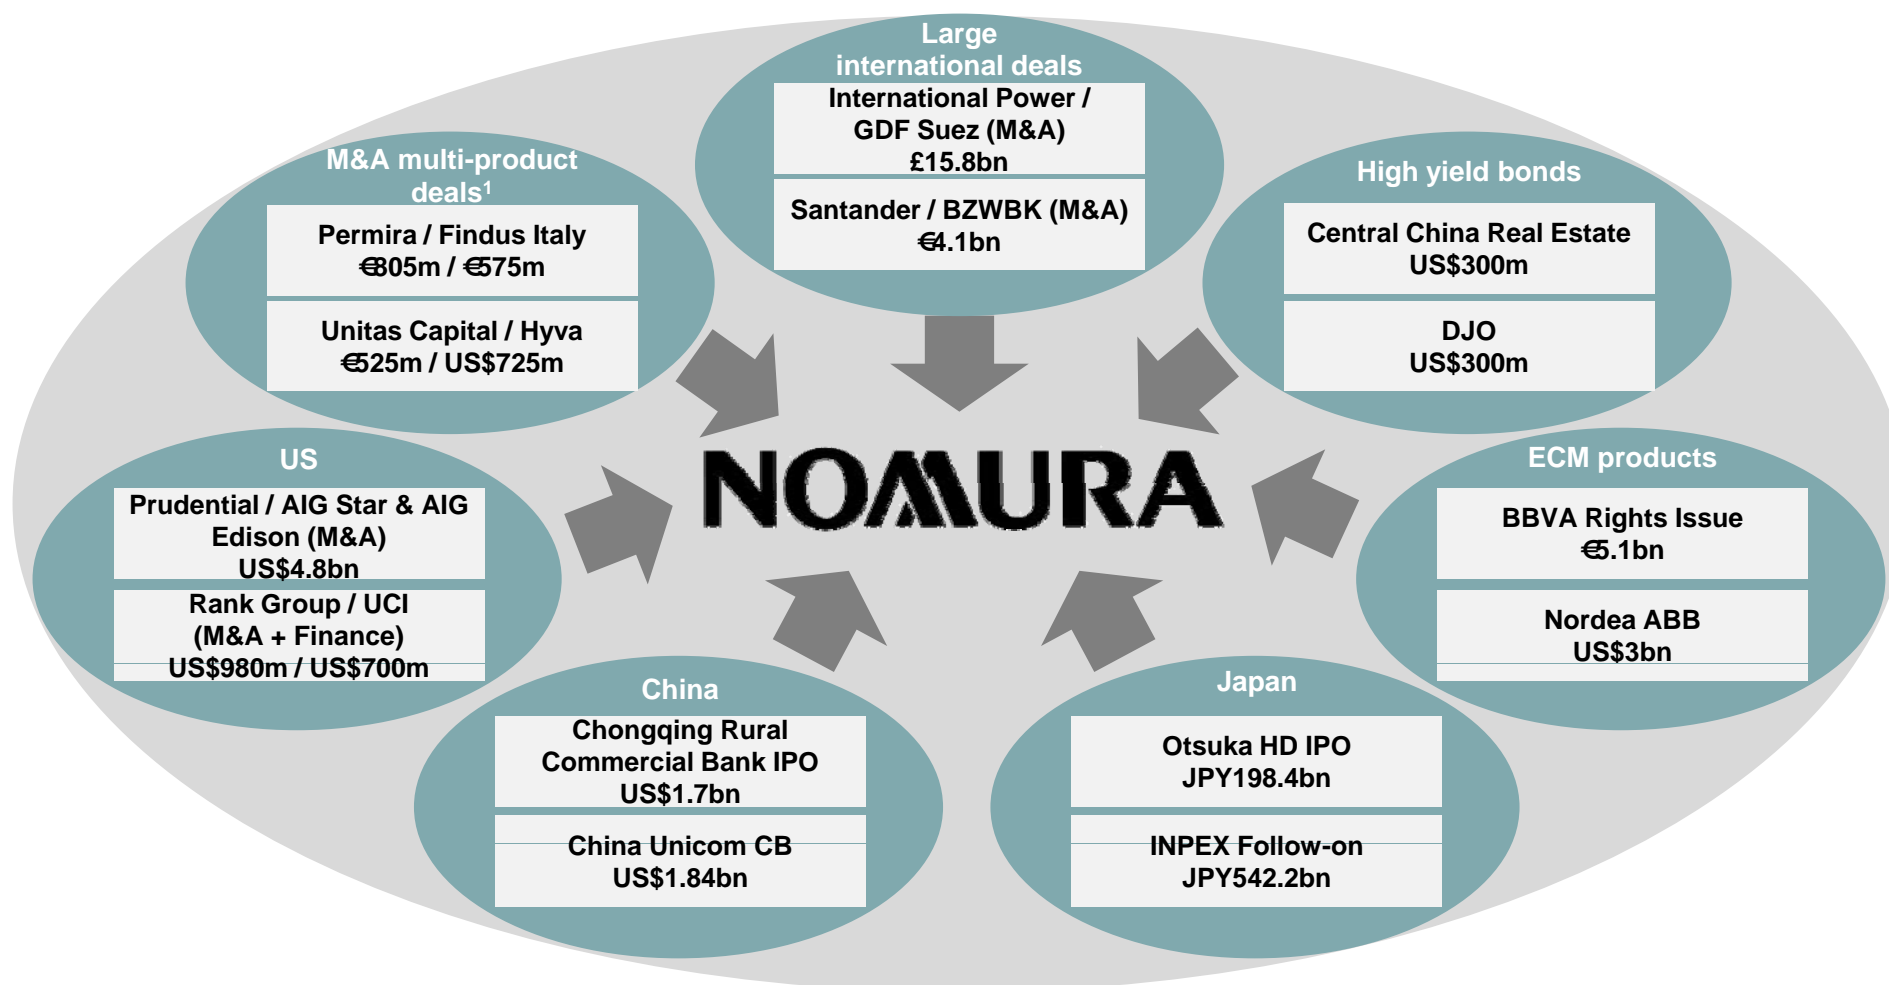 Large
international deals
International Power /
GDF Suez (M&A)
£15.8bn
Santander / BZWBK (M&A)
€4.1bn
M&A multi-product
deals¹
Permira / Findus Italy
€805m / €575m
Unitas Capital / Hyva
€525m / US$725m
High yield bonds
Central China Real Estate
US$300m
DJO
US$300m
US
Prudential / AIG Star & AIG
Edison (M&A)
US$4.8bn
Rank Group / UCI
(M&A + Finance)
US$980m / US$700m
NOMURA
ECM products
BBVA Rights Issue
€5.1bn
Nordea ABB
US$3bn
China
Chongqing Rural
Commercial Bank IPO
US$1.7bn
China Unicom CB
US$1.84bn
Japan
Otsuka HD IPO
JPY198.4bn
INPEX Follow-on
JPY542.2bn